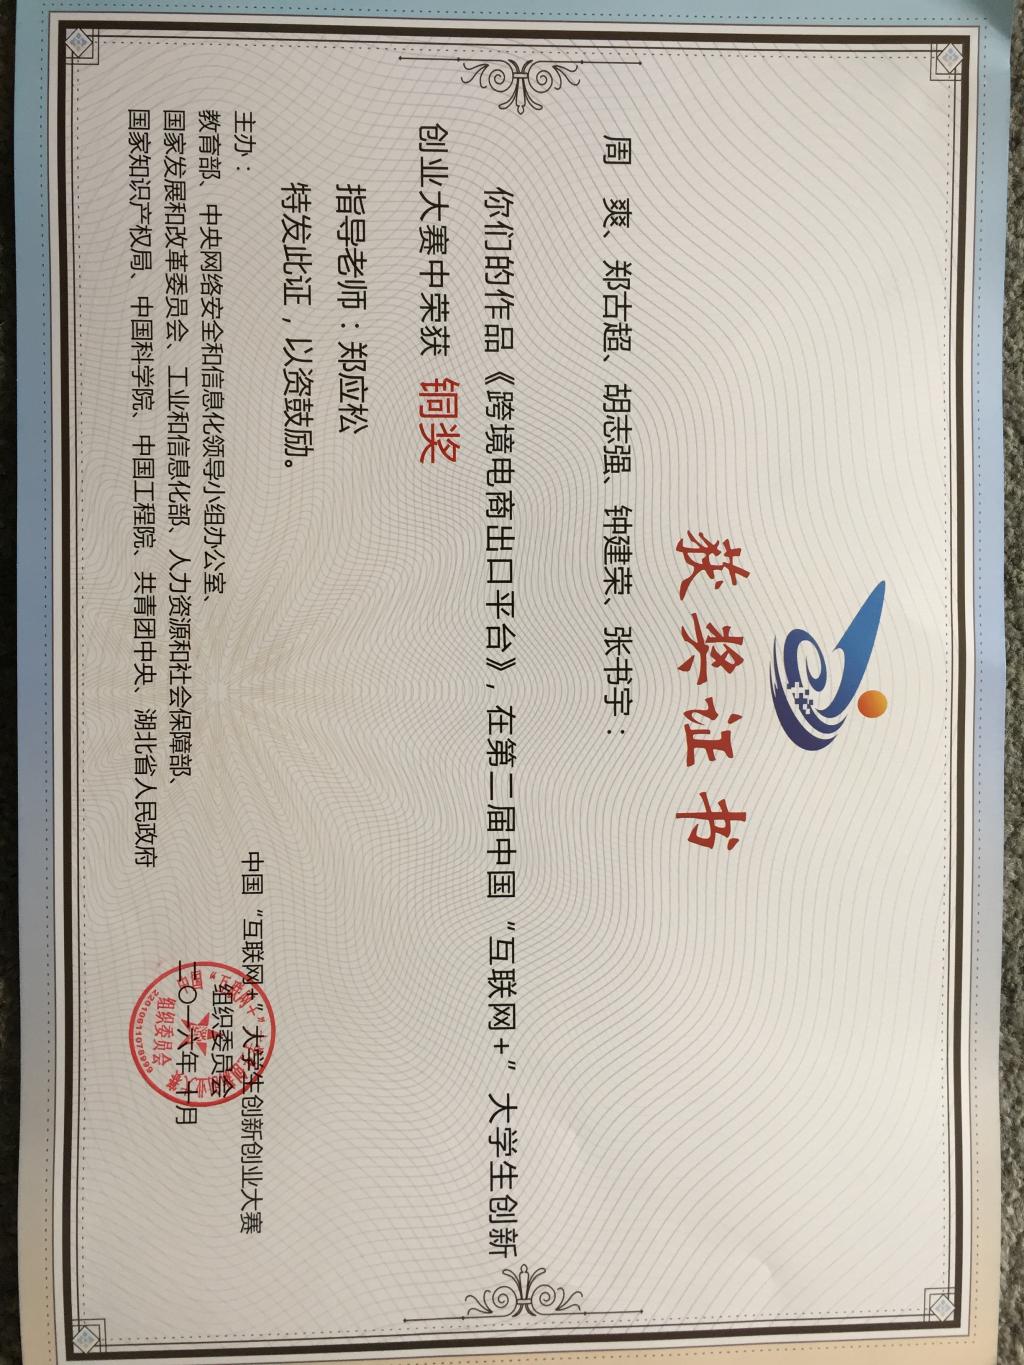 获奖证书
周 爽、郑古超、胡志强、钟建荣、张书宇：
你们的作品《跨境电商出口平台》，在第二届中国“互联网+”大学生创新
创业大赛中荣获 铜奖
指导老师：郑应松
特发此证，以资鼓励。
主办：
教育部、中央网络安全和信息化领导小组办公室、
国家发展和改革委员会、工业和信息化部、人力资源和社会保障部、
国家知识产权局、中国科学院、中国工程院、共青团中央、湖北省人民政府
中国“互联网+”大学生创新创业大赛
组织委员会
二〇一六年十月
组织委员会